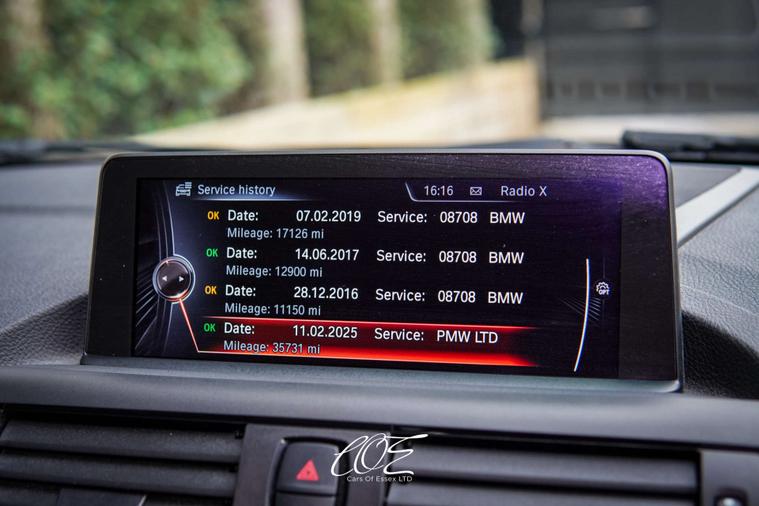 Service history
16:16
Radio X
OK Date: 07.02.2019 Service: 08708 BMW
Mileage: 17126 mi
OK Date: 14.06.2017 Service: 08708 BMW
Mileage: 12900 mi
OK Date: 28.12.2016 Service: 08708 BMW
Mileage: 11150 mi
OK Date: 11.02.2025 Service: PMW LTD
Mileage: 35731 mi
OPT
COE
Cars Of Essex LTD